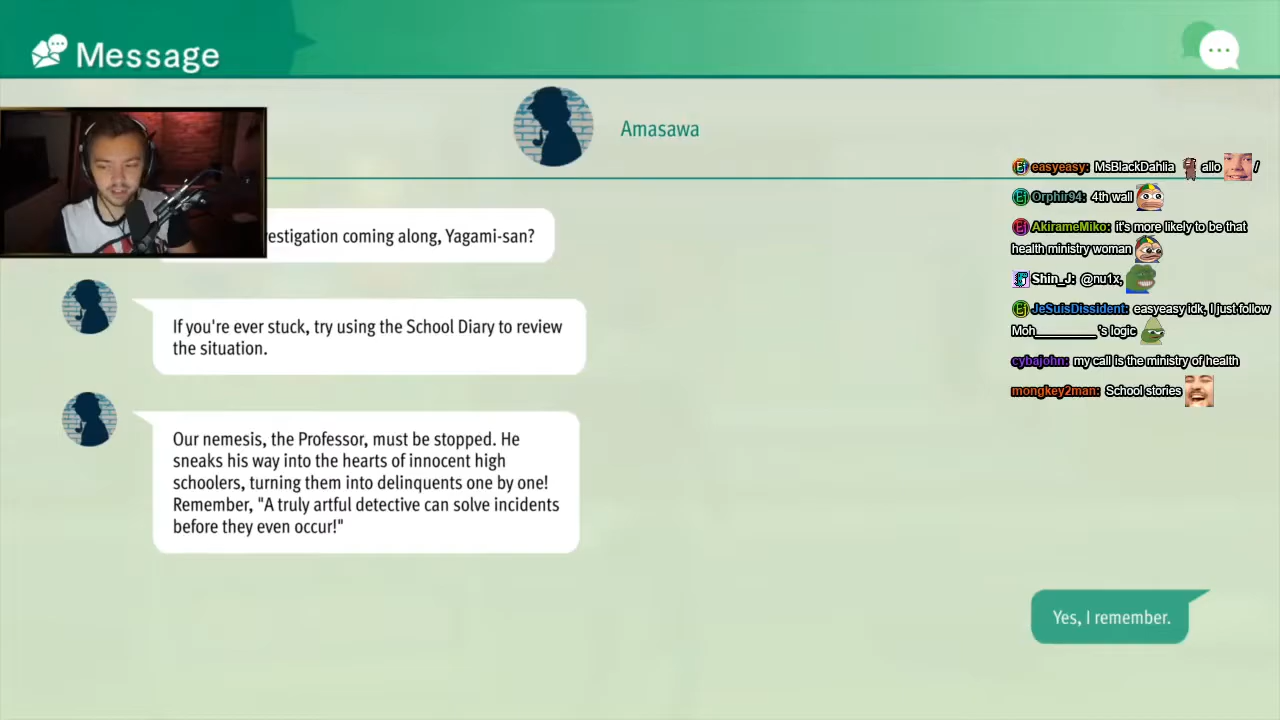 Message
Amasawa
estigation coming along, Yagami-san?
If you're ever stuck, try using the School Diary to review
the situation.
Our nemesis, the Professor, must be stopped. He
sneaks his way into the hearts of innocent high
schoolers, turning them into delinquents one by one!
Remember, "A truly artful detective can solve incidents
before they even occur!"
Yes, I remember.
easyeasy: MsBlackDahlia allo /
Orphir94: 4th wall
AkirameMiko: it's more likely to be that
health ministry woman
Shin_J: @nu1x,
JeSuisDissident: easyeasy idk, I just follow
Moh________'s logic
cybajohn: my call is the ministry of health
mongkey2man: School stories